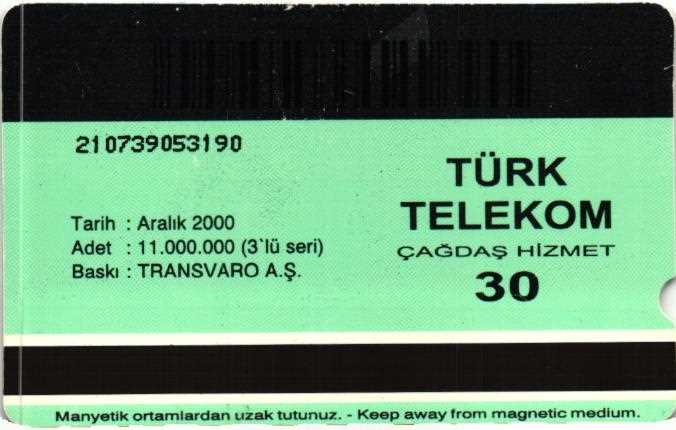 210739053190
TÜRK
TELEKOM
ÇAĞDAŞ HİZMET
30
Tarih : Aralık 2000
Adet : 11.000.000 (3`lü seri)
Baskı : TRANSVARO A.Ş.
Manyetik ortamlardan uzak tutunuz. - Keep away from magnetic medium.